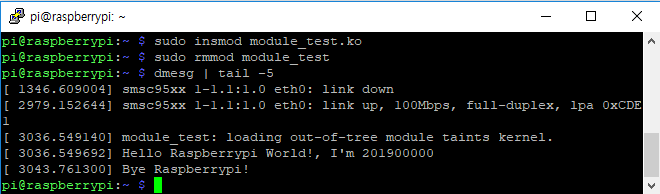 pi@raspberrypi: ~
pi@raspberrypi:~ $ sudo insmod module_test.ko
pi@raspberrypi:~ $ sudo rmmod module_test
pi@raspberrypi:~ $ dmesg | tail -5
[ 1346.609004] smsc95xx 1-1.1:1.0 eth0: link down
[ 2979.152644] smsc95xx 1-1.1:1.0 eth0: link up, 100Mbps, full-duplex, lpa 0xCDE
1
[ 3036.549140] module_test: loading out-of-tree module taints kernel.
[ 3036.549692] Hello Raspberrypi World!, I'm 201900000
[ 3043.761300] Bye Raspberrypi!
pi@raspberrypi:~ $